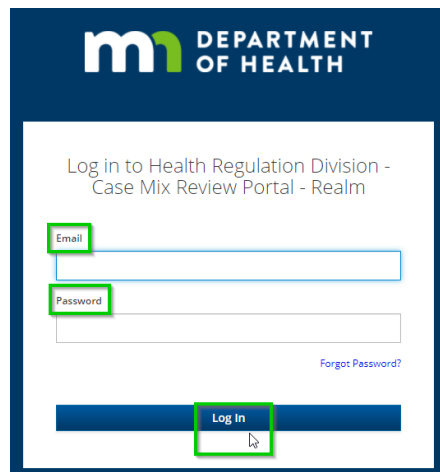 DEPARTMENT
OF HEALTH
Log in to Health Regulation Division -
Case Mix Review Portal - Realm
Email
Password
Forgot Password?
Log In